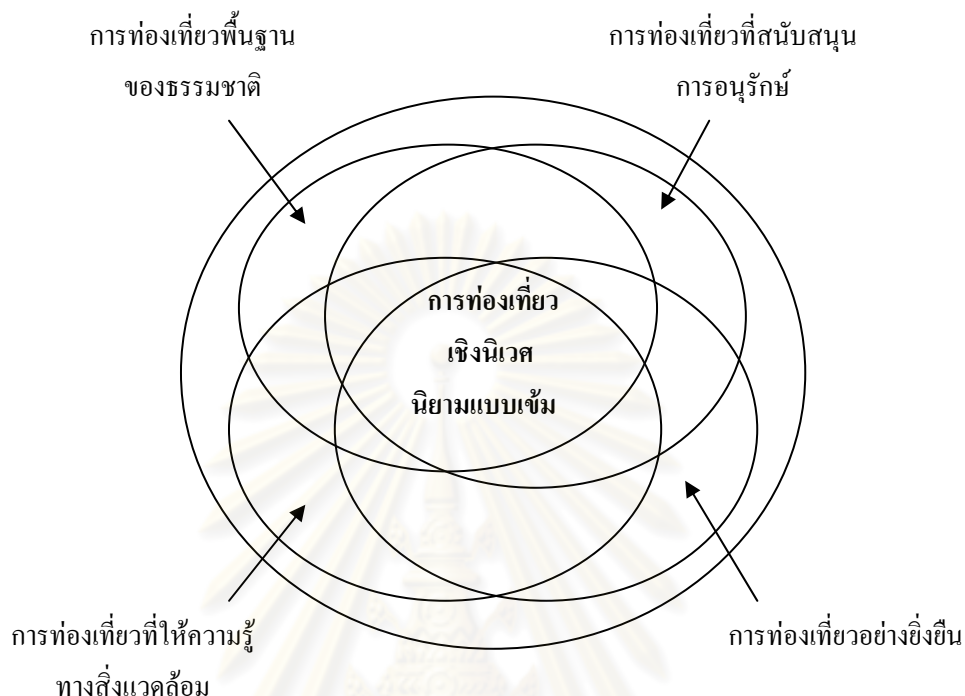 การท่องเที่ยวพื้นฐาน
ของธรรมชาติ
การท่องเที่ยวที่สนับสนุน
การอนุรักษ์
การท่องเที่ยว
เชิงนิเวศ
นิยามแบบเข้ม
การท่องเที่ยวที่ให้ความรู้
ทางสิ่งแวดล้อม
การท่องเที่ยวอย่างยิ่งยืน